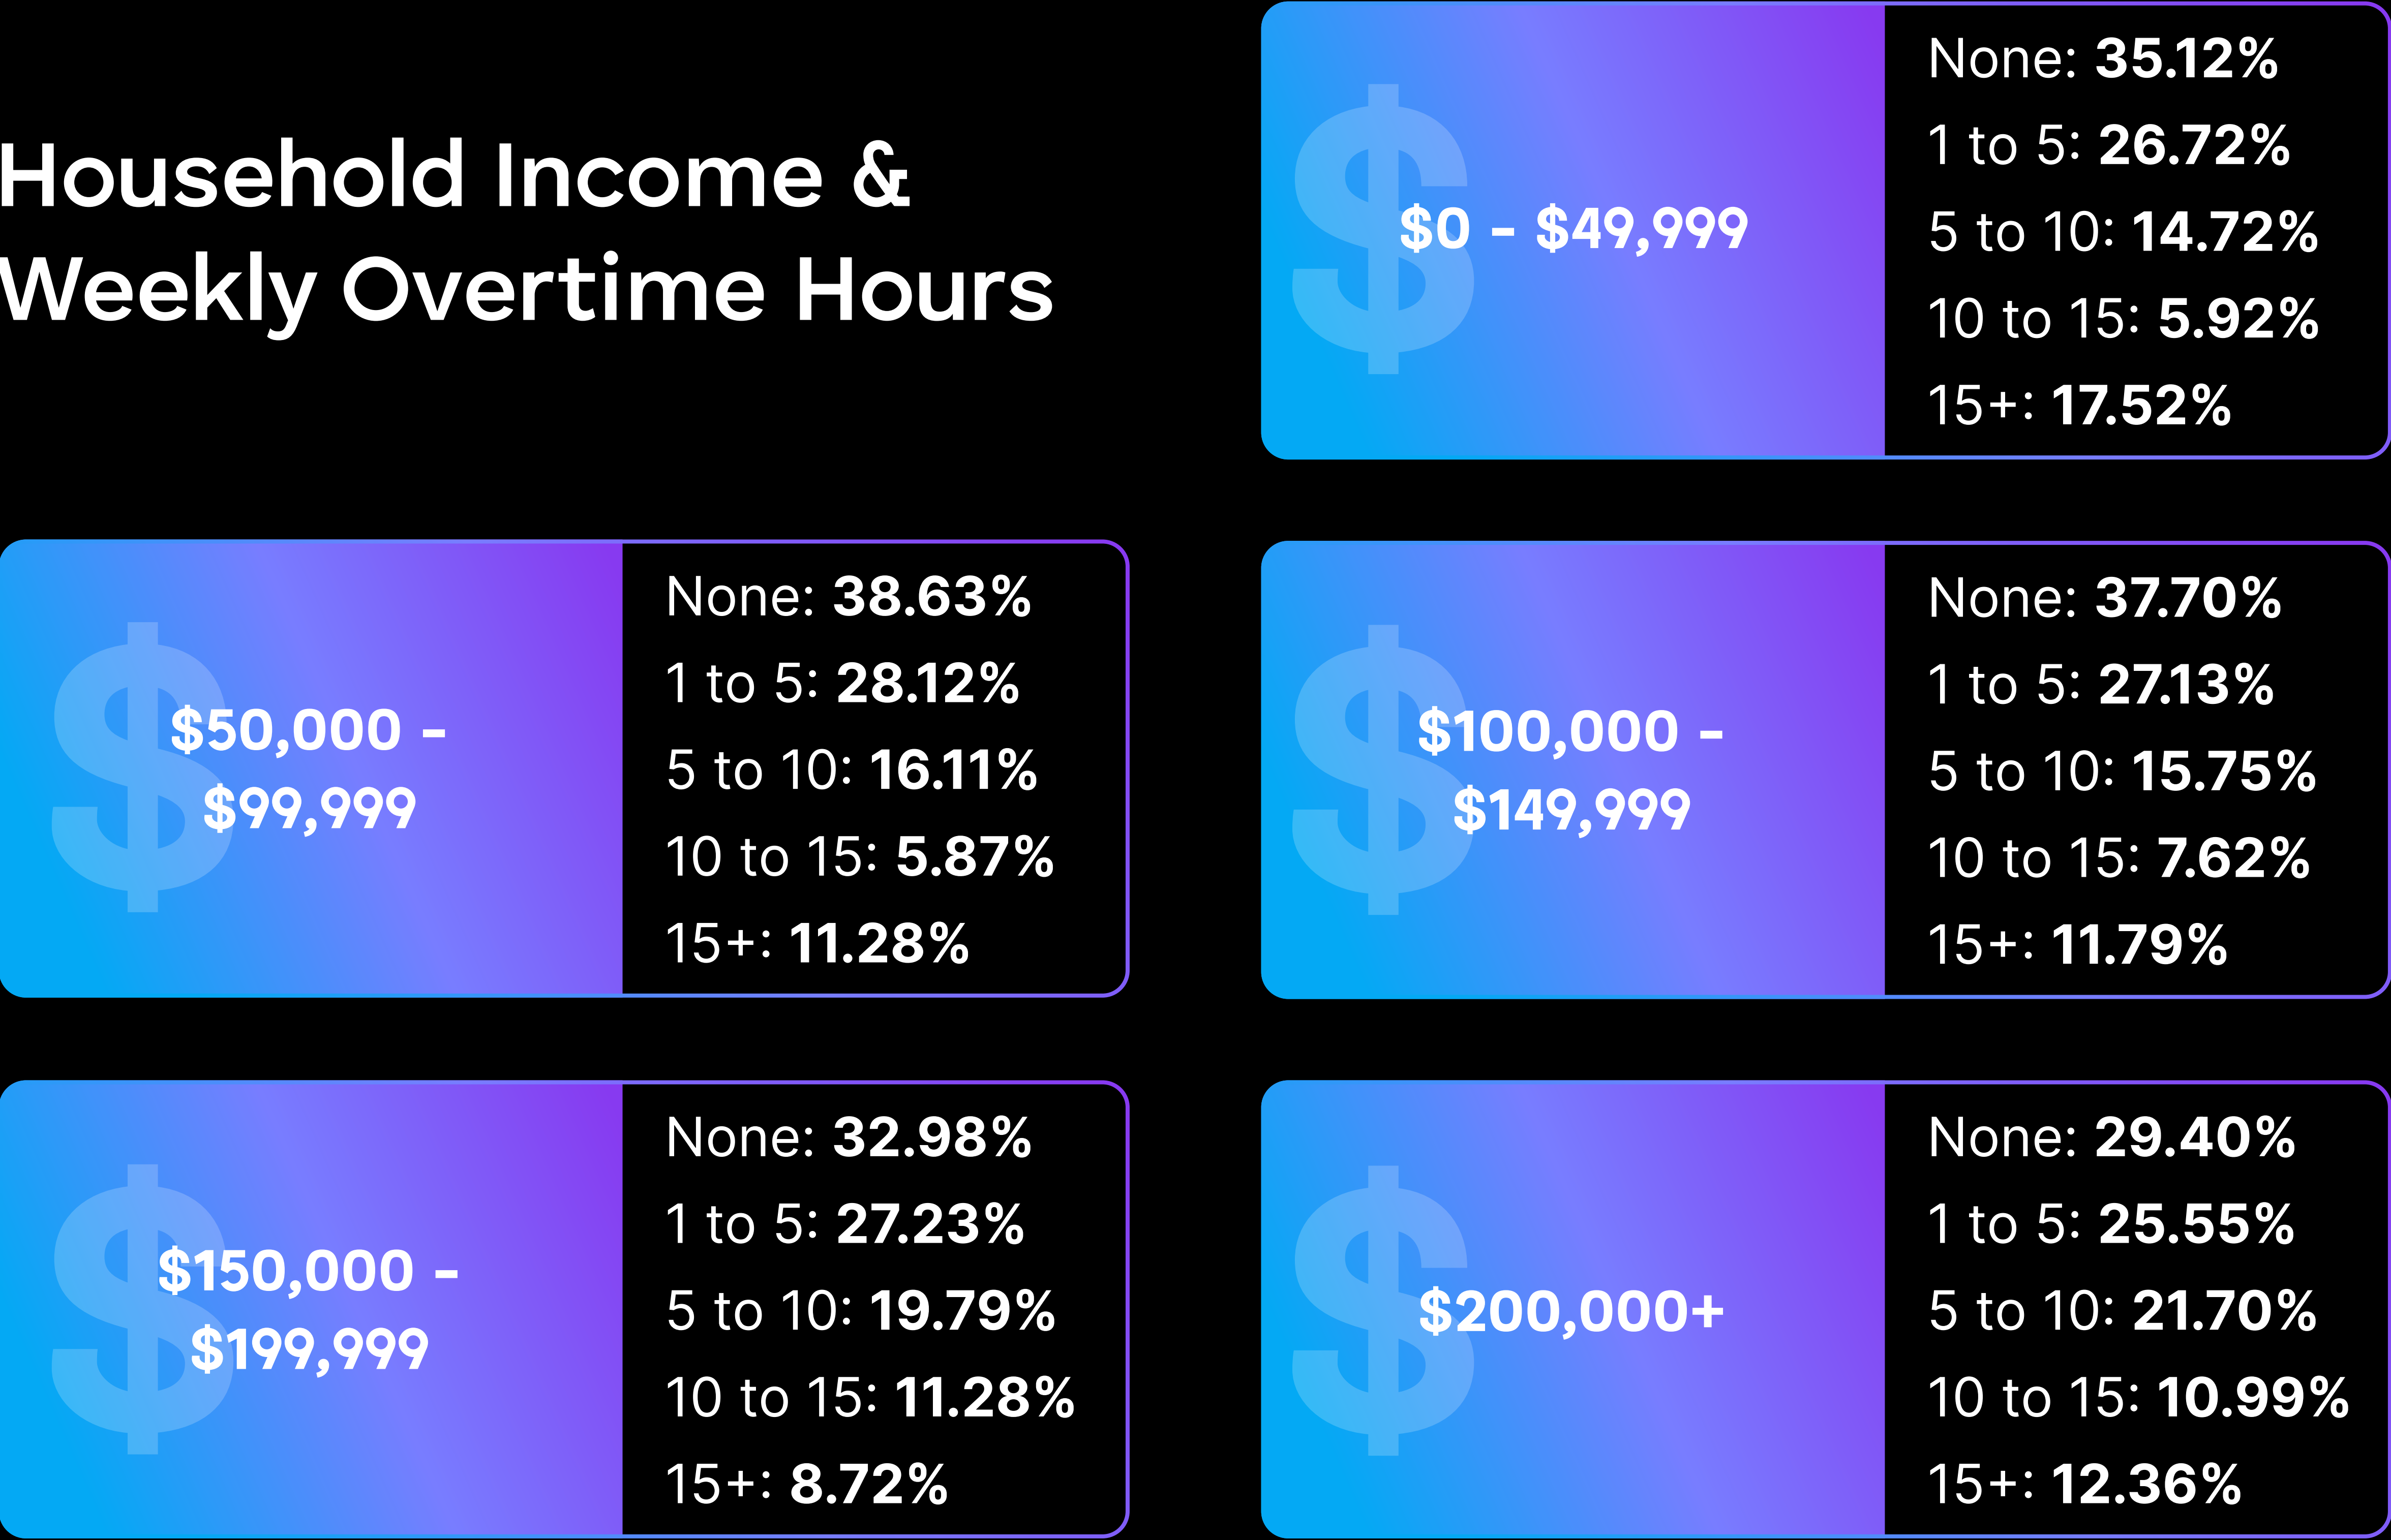 Household Income &
Weekly Overtime Hours
$0 - $49,999
None: 35.12%
1 to 5: 26.72%
5 to 10: 14.72%
10 to 15: 5.92%
15+: 17.52%
$50,000 -
$99,999
None: 38.63%
1 to 5: 28.12%
5 to 10: 16.11%
10 to 15: 5.87%
15+: 11.28%
$100,000 -
$149,999
None: 37.70%
1 to 5: 27.13%
5 to 10: 15.75%
10 to 15: 7.62%
15+: 11.79%
$150,000 -
$199,999
None: 32.98%
1 to 5: 27.23%
5 to 10: 19.79%
10 to 15: 11.28%
15+: 8.72%
$200,000+
None: 29.40%
1 to 5: 25.55%
5 to 10: 21.70%
10 to 15: 10.99%
15+: 12.36%